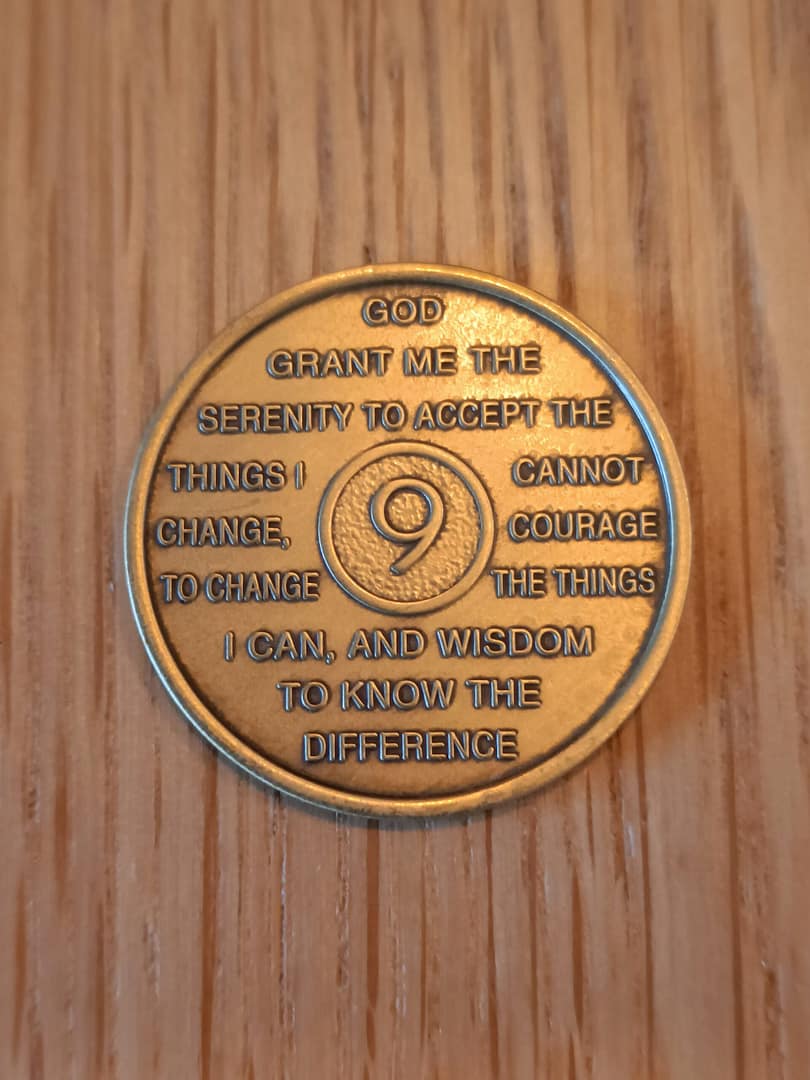 GOD
GRANT ME THE
SERENITY TO ACCEPT THE
THINGS I CANNOT
CHANGE, 9 COURAGE
TO CHANGE THE THINGS
I CAN, AND WISDOM
TO KNOW THE
DIFFERENCE